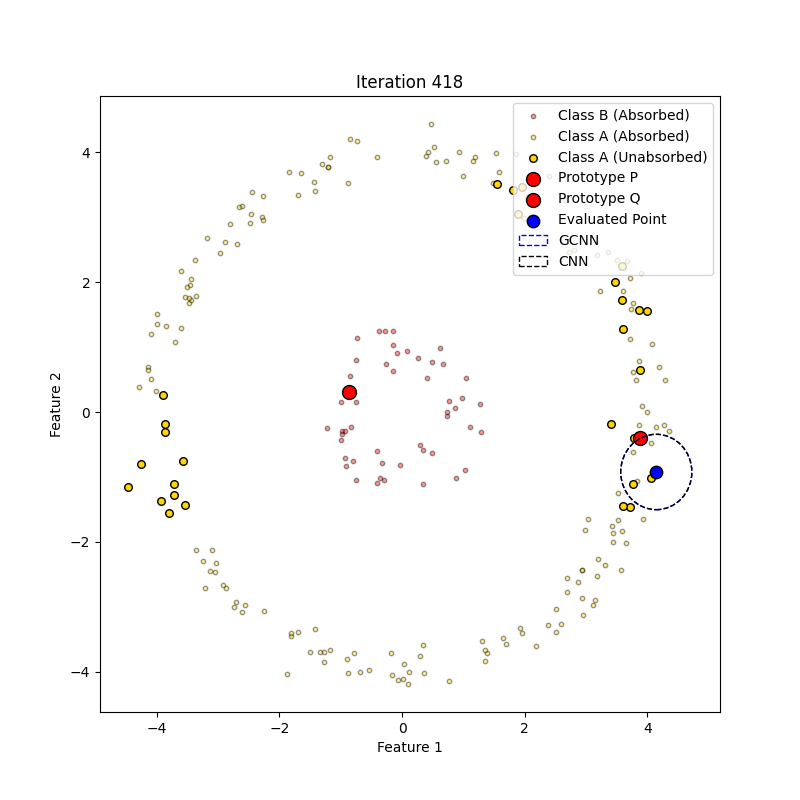 Iteration 418
Class B (Absorbed)
Class A (Absorbed)
Class A (Unabsorbed)
Prototype P
Prototype Q
Evaluated Point
GCNN
CNN
4
2
0
−2
−4
Feature 2
−4
−2
0
2
4
Feature 1